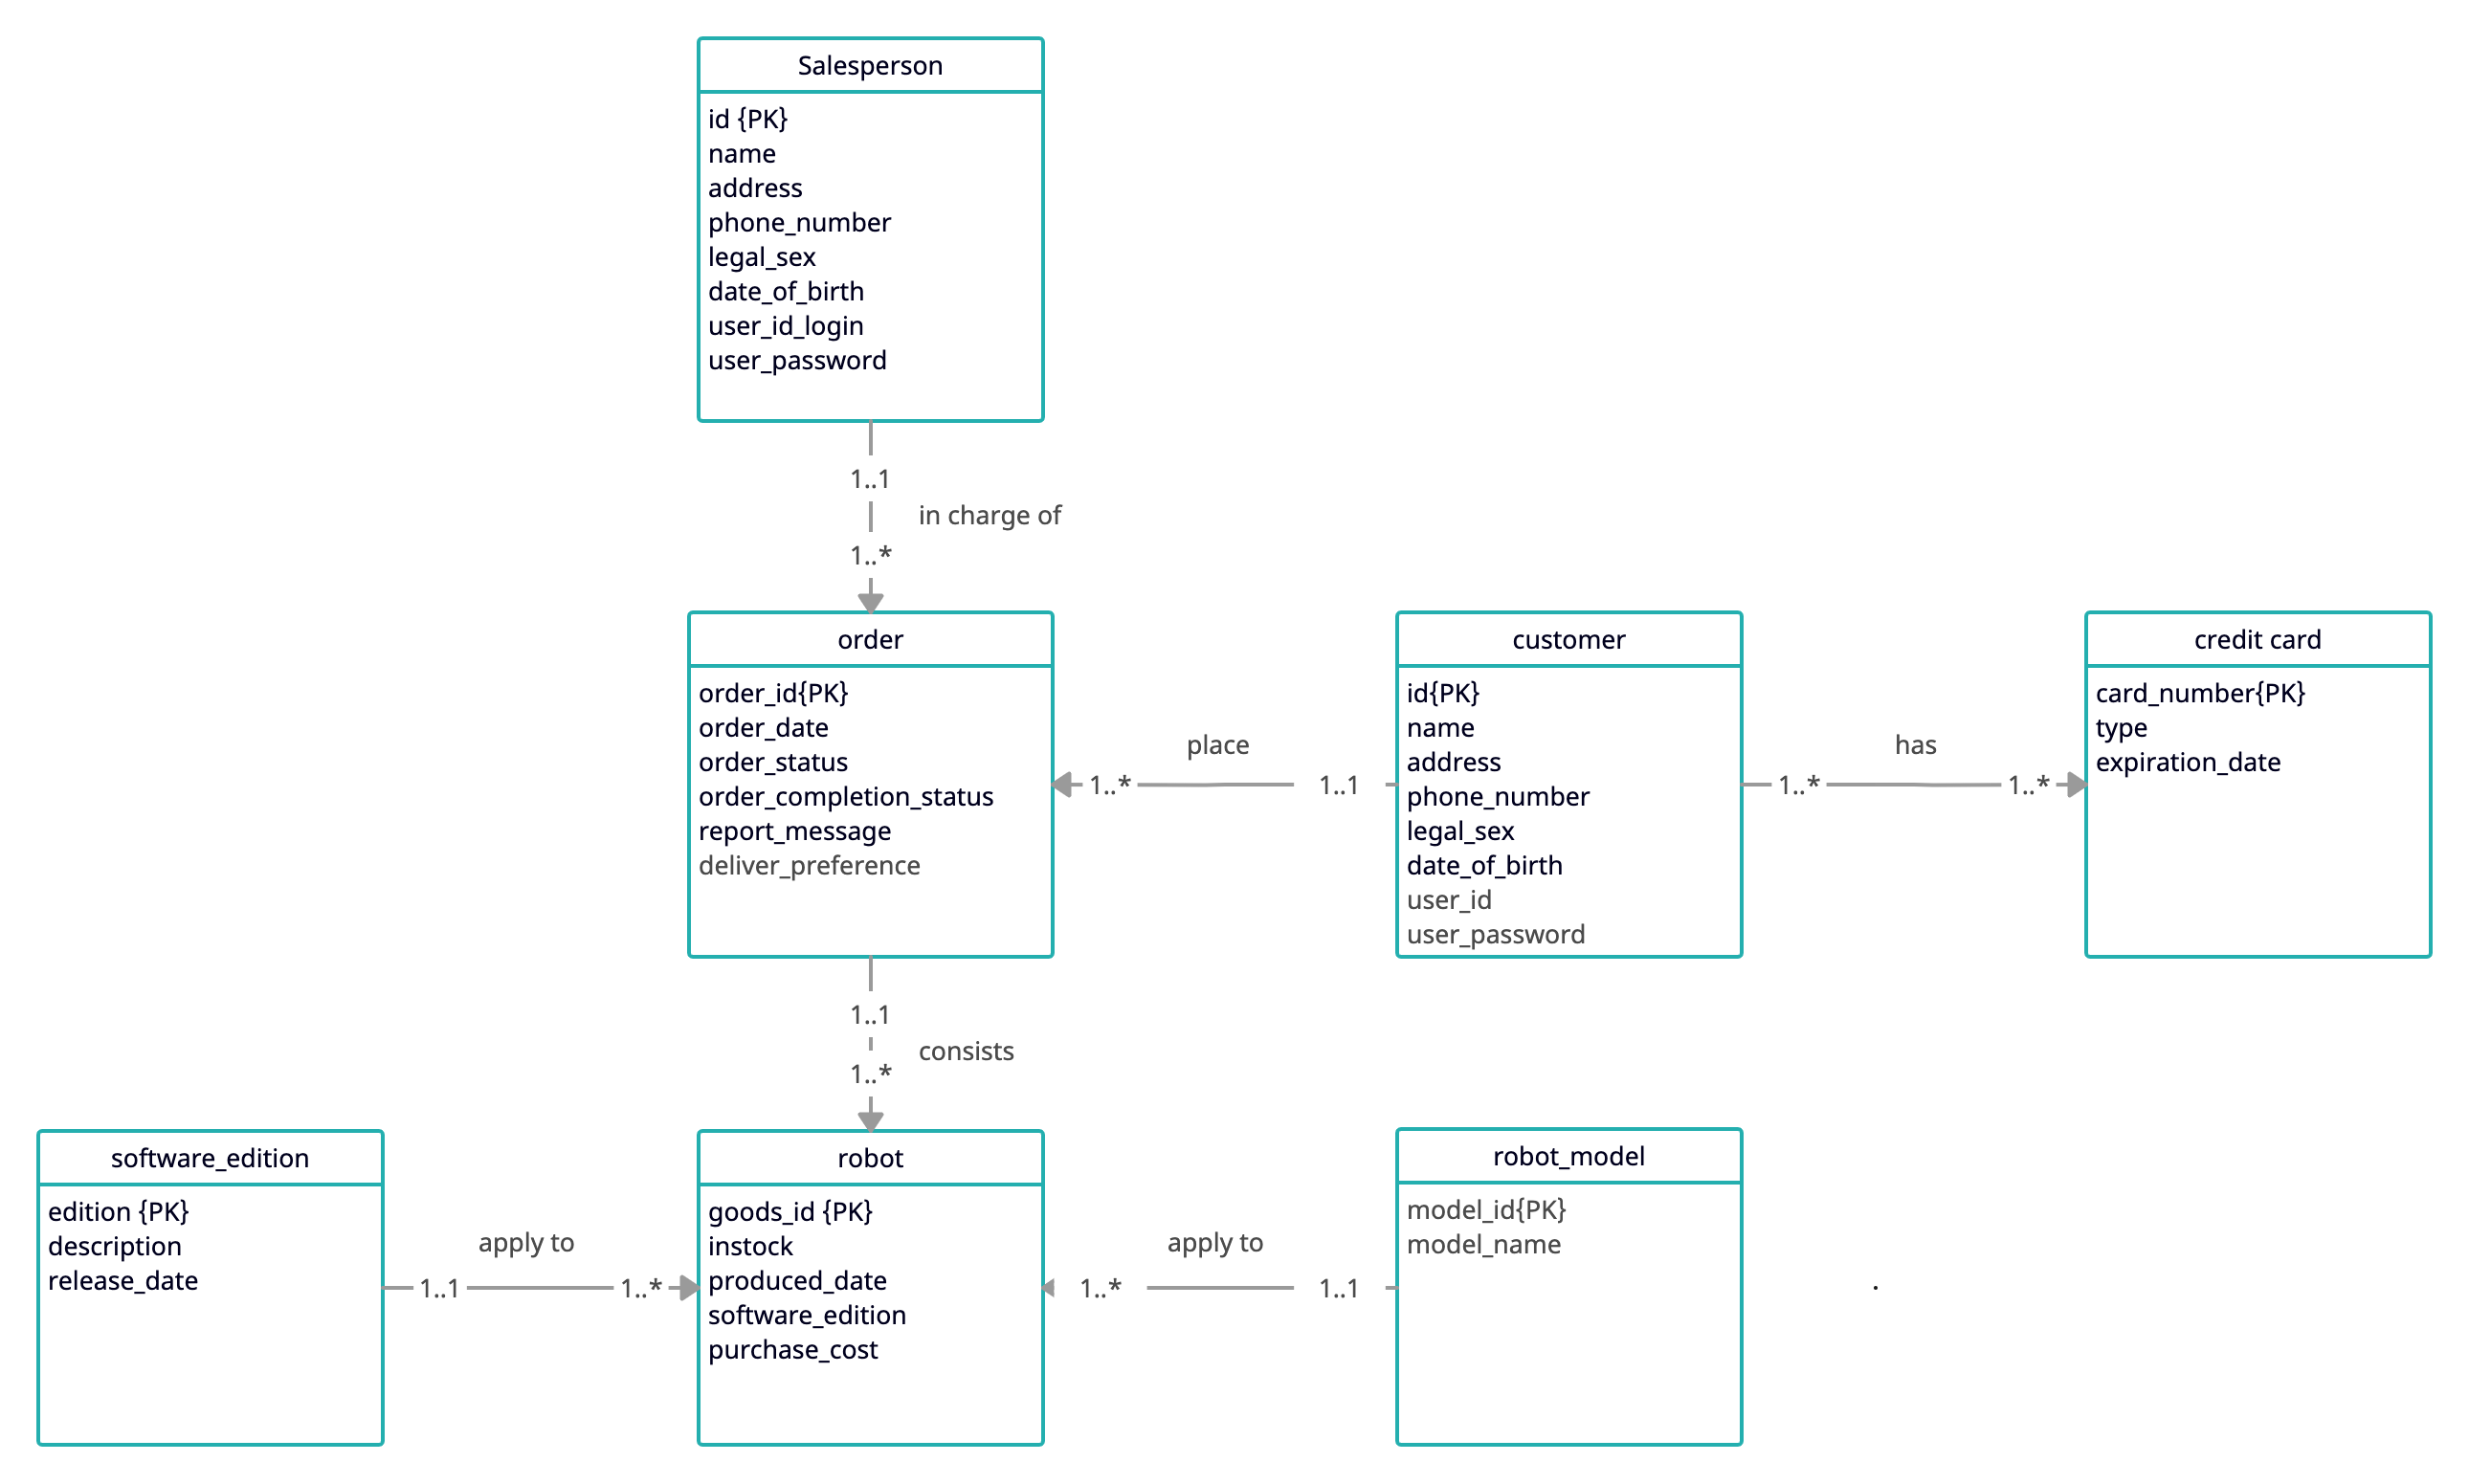 Salesperson
id {PK}
name
address
phone_number
legal_sex
date_of_birth
user_id_login
user_password
1..1
in charge of
1..*
order
order_id{PK}
order_date
order_status
order_completion_status
report_message
deliver_preference
place
1..*
1..1
customer
id{PK}
name
address
phone_number
legal_sex
date_of_birth
user_id
user_password
has
1..*
1..*
credit card
card_number{PK}
type
expiration_date
1..1
consists
1..*
software_edition
edition {PK}
description
release_date
apply to
1..1
1..*
robot
goods_id {PK}
instock
produced_date
software_edition
purchase_cost
apply to
1..*
1..1
robot_model
model_id{PK}
model_name
.